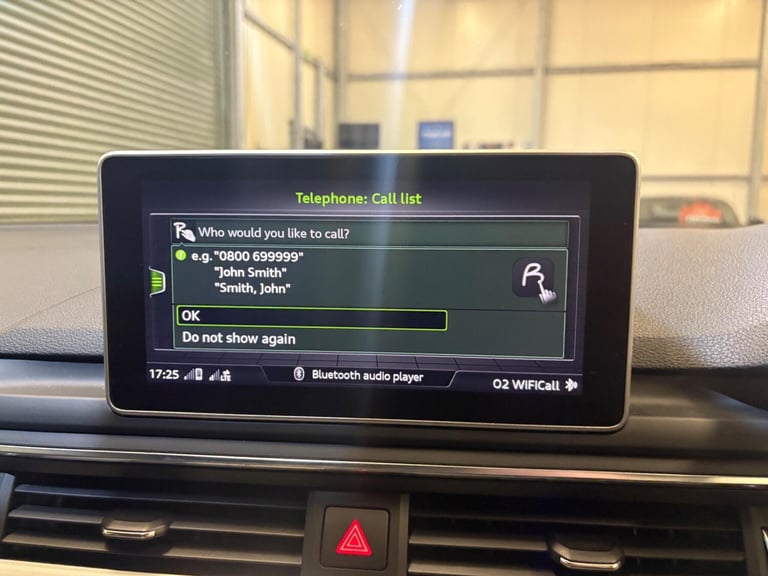 Telephone: Call list
Who would you like to call?
e.g. "0800 699999"
"John Smith"
"Smith, John"
OK
Do not show again
17:25 LTE Bluetooth audio player O2 WiFiCall